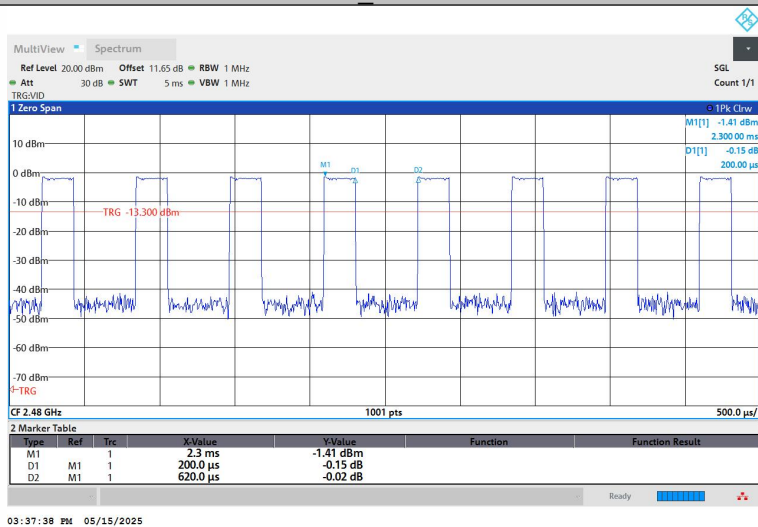 MultiView Spectrum
Ref Level 20.00 dBm Offset 11.65 dB RBW 1 MHz SGL
Att 30 dB SWT 5 ms VBW 1 MHz Count 1/1
TRG:VID
1 Zero Span 1Pk Clrw
M1[1] -1.41 dBm
2.300 00 ms
10 dBm
D1[1] -0.15 dB
200.00 µs
0 dBm
M1 D1 D2
-10 dBm
TRG -13.300 dBm
-20 dBm
-30 dBm
-40 dBm
-50 dBm
-60 dBm
-70 dBm
TRG
CF 2.48 GHz 1001 pts 500.0 µs/
2 Marker Table
Type Ref Trc X-Value Y-Value Function Function Result
M1 1 2.3 ms -1.41 dBm
D1 M1 1 200.0 µs -0.15 dB
D2 M1 1 620.0 µs -0.02 dB
Ready
03:37:38 PM 05/15/2025